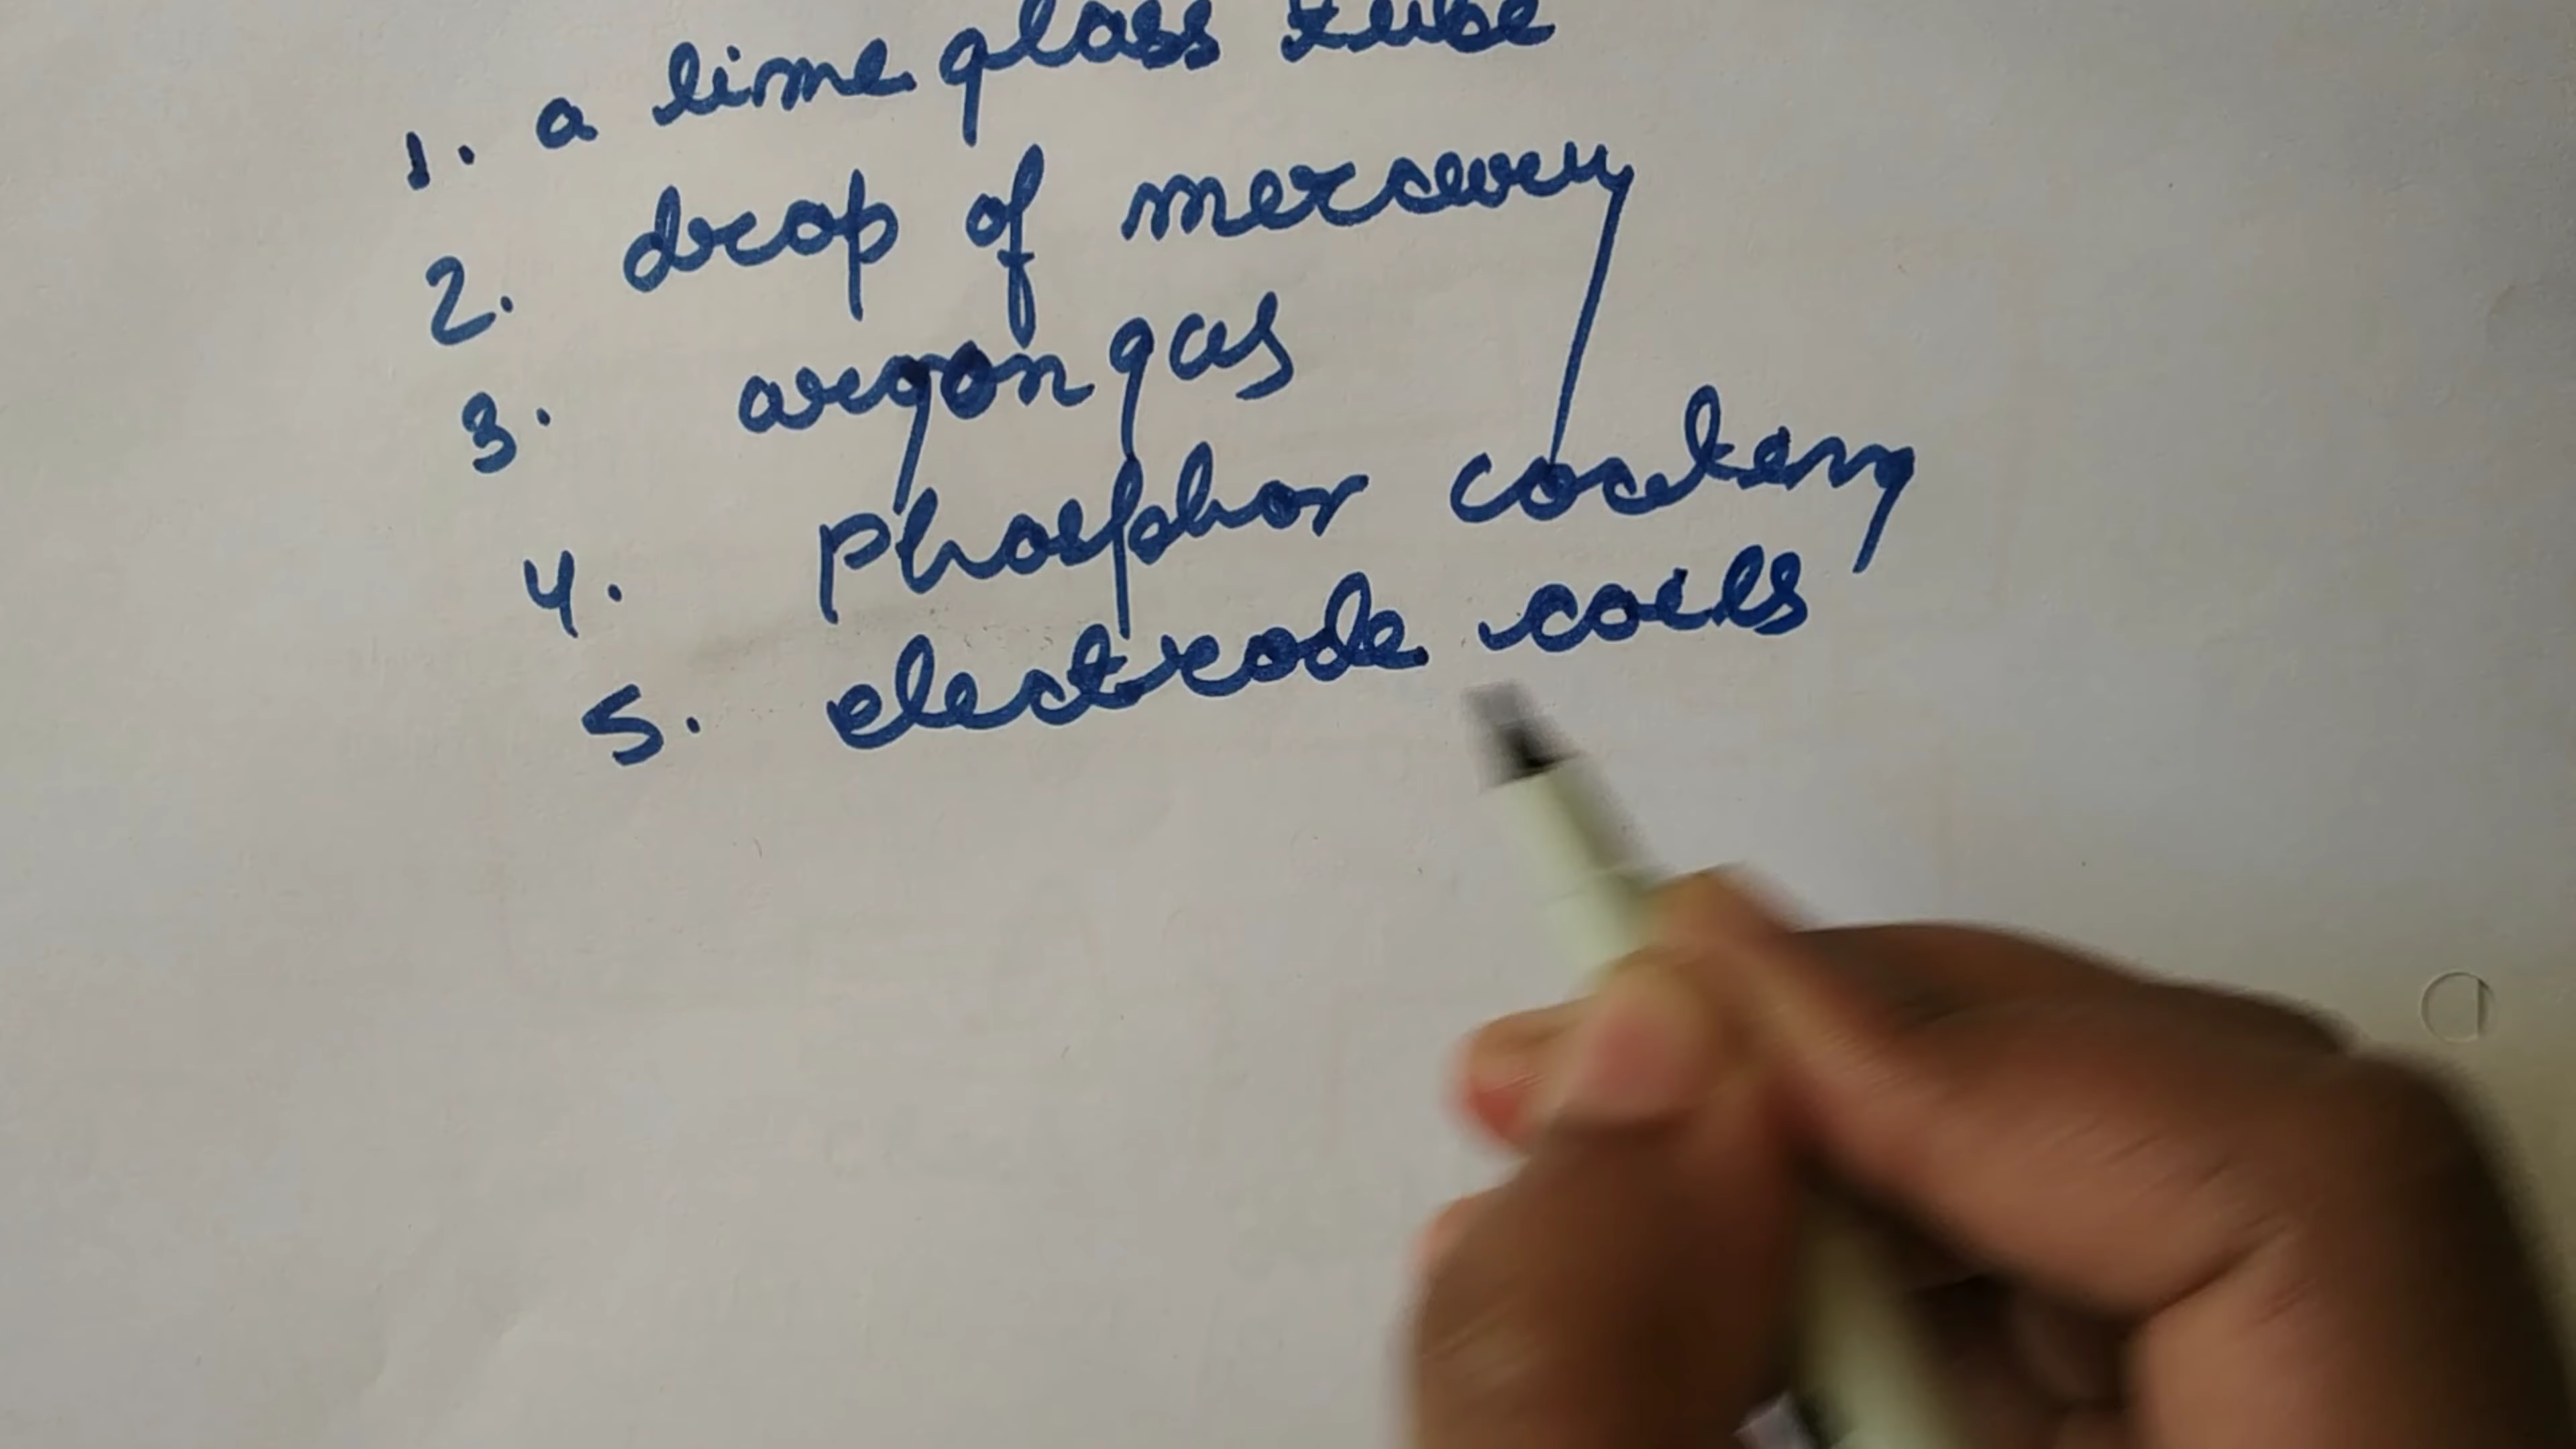 1. a lime glass tube
2. drop of mercury
3. argon gas
4. Phosphor coating
5. electrode coils